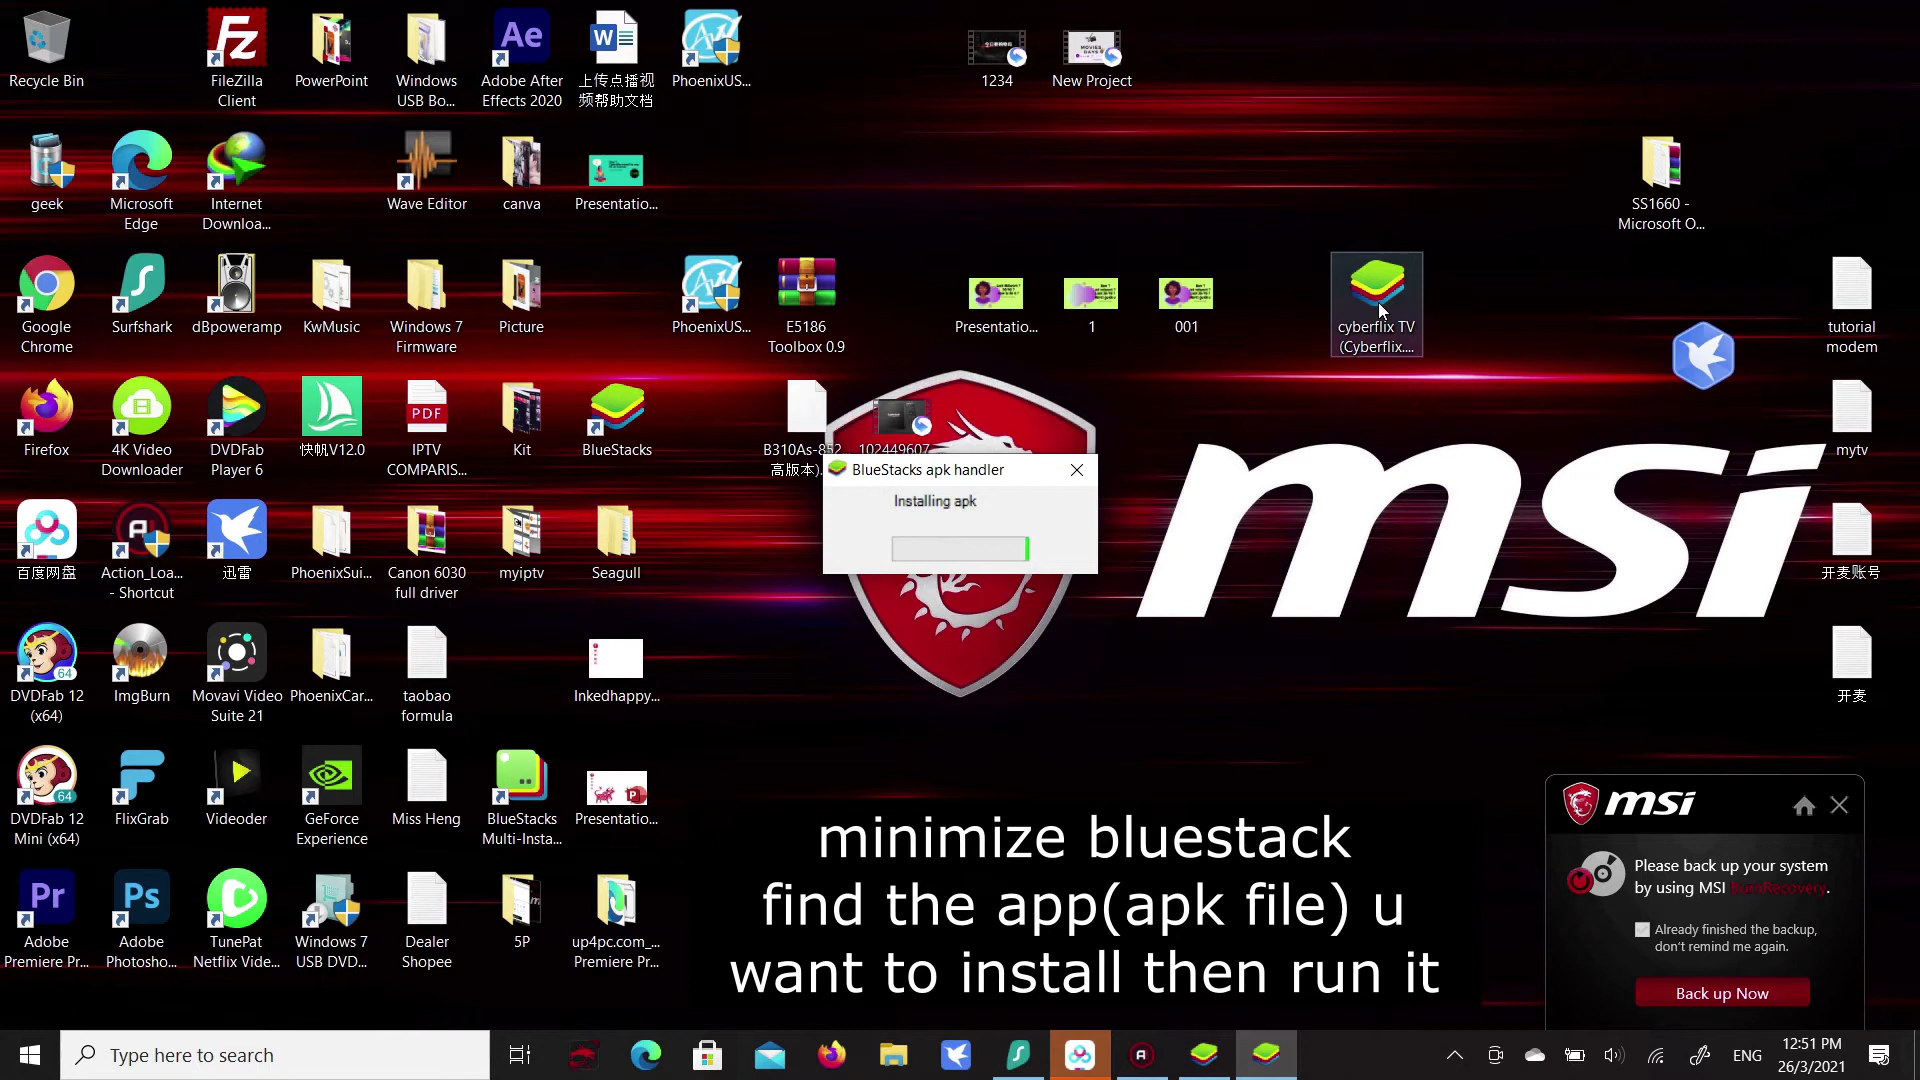 Recycle Bin
FileZilla
Client
PowerPoint
Windows
USB Bo...
Adobe After
Effects 2020
上传点播视
频帮助文档
PhoenixUS...
1234
New Project
geek
Microsoft
Edge
Internet
Downloa...
Wave Editor
canva
Presentatio...
SS1660 -
Microsoft O...
Google
Chrome
Surfshark
dBpoweramp
KwMusic
Windows 7
Firmware
Picture
PhoenixUS...
E5186
Toolbox 0.9
Presentatio...
1
001
cyberflix TV
(Cyberflix....
tutorial
modem
Firefox
4K Video
Downloader
DVDFab
Player 6
快帆V12.0
PDF
IPTV
COMPARIS...
Kit
BlueStacks
B310As-852
高版本).
102449607
mytv
msi
BlueStacks apk handler
Installing apk
百度网盘
Action_Loa...
- Shortcut
迅雷
PhoenixSui...
Canon 6030
full driver
myiptv
Seagull
开麦账号
DVDFab 12
(x64)
ImgBurn
Movavi Video
Suite 21
PhoenixCar...
taobao
formula
Inkedhappy...
开麦
DVDFab 12
Mini (x64)
FlixGrab
Videoder
GeForce
Experience
Miss Heng
BlueStacks
Multi-Insta...
Presentatio...
Adobe
Premiere Pr...
Adobe
Photosho...
TunePat
Netflix Vide...
Windows 7
USB DVD...
Dealer
Shopee
5P
up4pc.com_...
Premiere Pr...
minimize bluestack
find the app(apk file) u
want to install then run it
msi
Please back up your system
by using MSI BurnRecovery.
Already finished the backup,
don't remind me again.
Back up Now
Type here to search
ENG
12:51 PM
26/3/2021